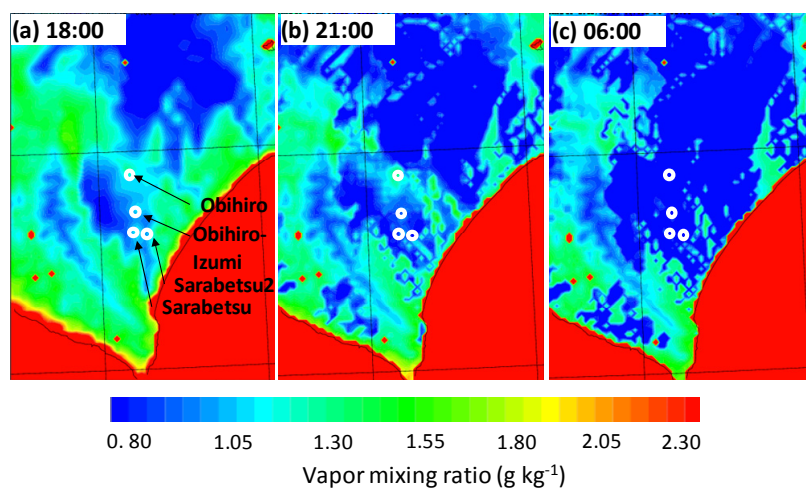 (a) 18:00
(b) 21:00
(c) 06:00
Obihiro
Obihiro-
Izumi
Sarabetsu2
Sarabetsu
0. 80 1.05 1.30 1.55 1.80 2.05 2.30
Vapor mixing ratio (g kg-1)